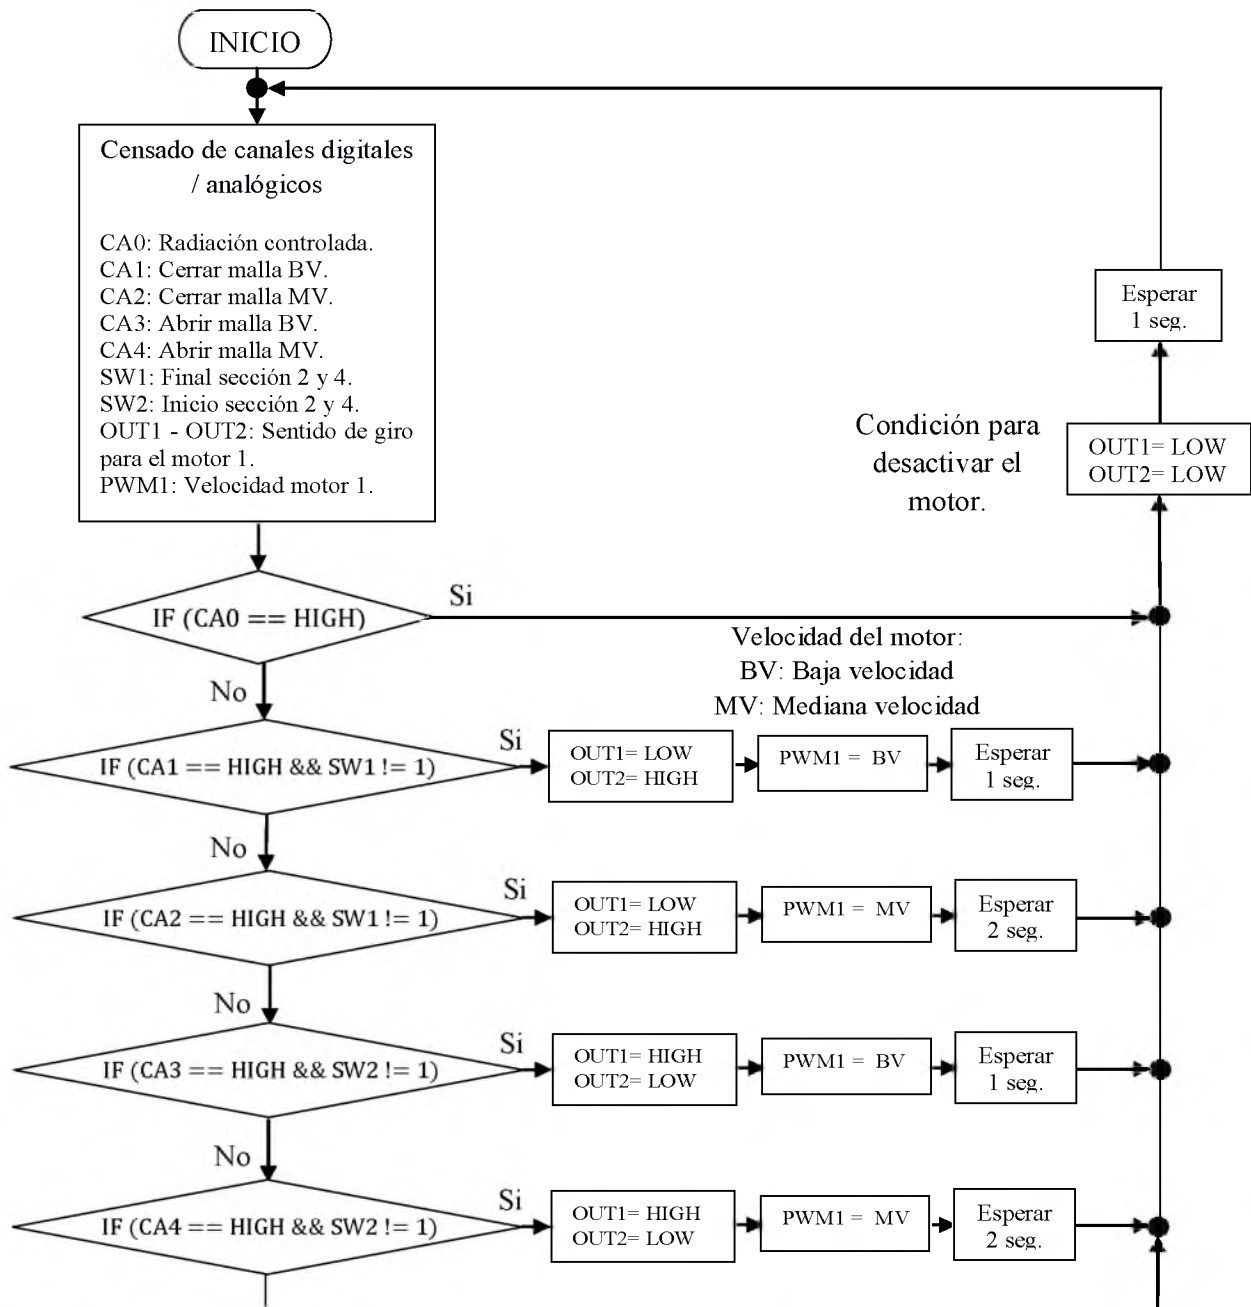 INICIO
Censado de canales digitales
/ analógicos
CA0: Radiación controlada.
CA1: Cerrar malla BV.
CA2: Cerrar malla MV.
CA3: Abrir malla BV.
CA4: Abrir malla MV.
SW1: Final sección 2 y 4.
SW2: Inicio sección 2 y 4.
OUT1 - OUT2: Sentido de giro
para el motor 1.
PWM1: Velocidad motor 1.
Esperar
1 seg.
Condición para
desactivar el
motor.
OUT1= LOW
OUT2= LOW
IF (CA0 == HIGH)
Si
No
Velocidad del motor:
BV: Baja velocidad
MV: Mediana velocidad
IF (CA1 == HIGH && SW1 != 1)
Si
OUT1= LOW
OUT2= HIGH
PWM1 = BV
Esperar
1 seg.
No
IF (CA2 == HIGH && SW1 != 1)
Si
OUT1= LOW
OUT2= HIGH
PWM1 = MV
Esperar
2 seg.
No
IF (CA3 == HIGH && SW2 != 1)
Si
OUT1= HIGH
OUT2= LOW
PWM1 = BV
Esperar
1 seg.
No
IF (CA4 == HIGH && SW2 != 1)
Si
OUT1= HIGH
OUT2= LOW
PWM1 = MV
Esperar
2 seg.